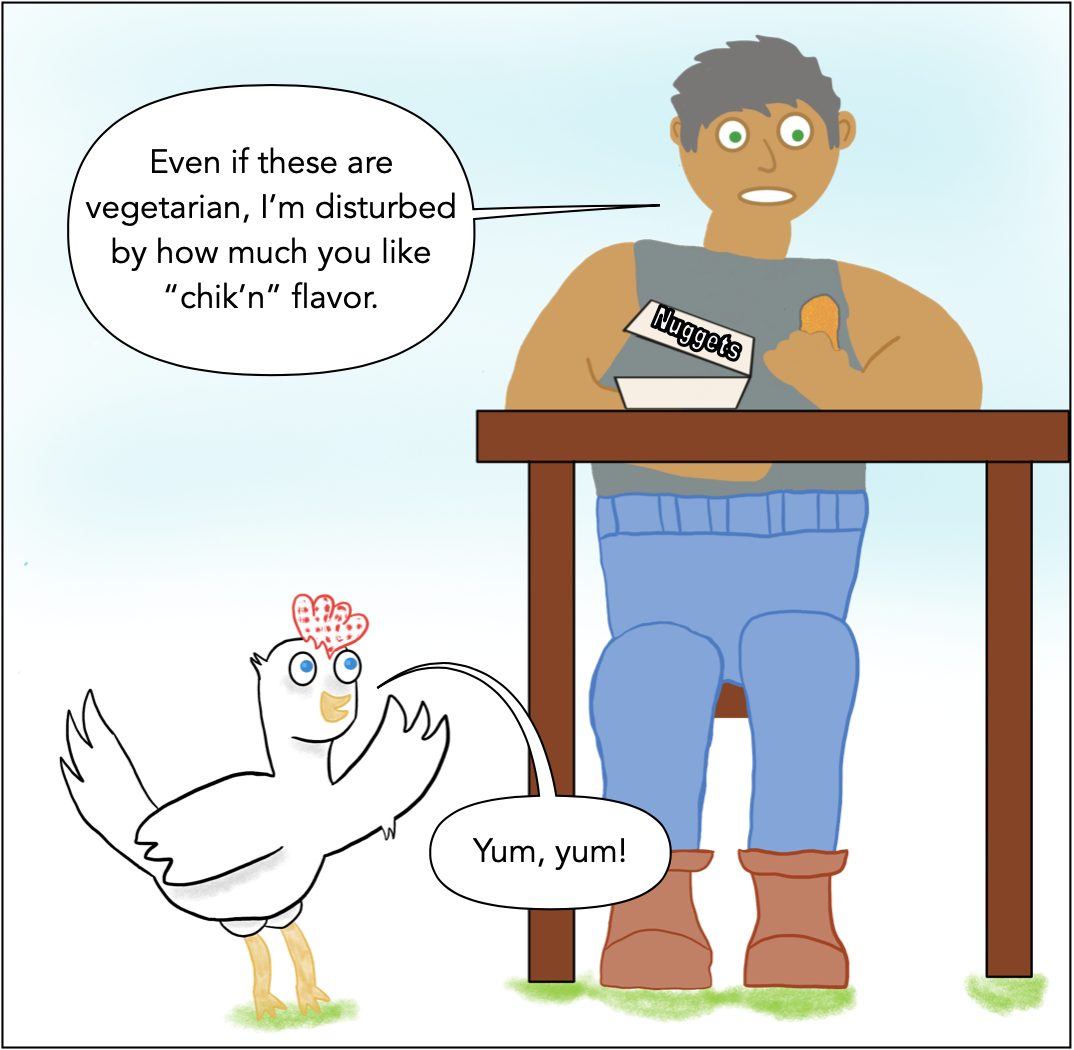 Even if these are
vegetarian, I’m disturbed
by how much you like
“chik’n” flavor.
Nuggets
Yum, yum!